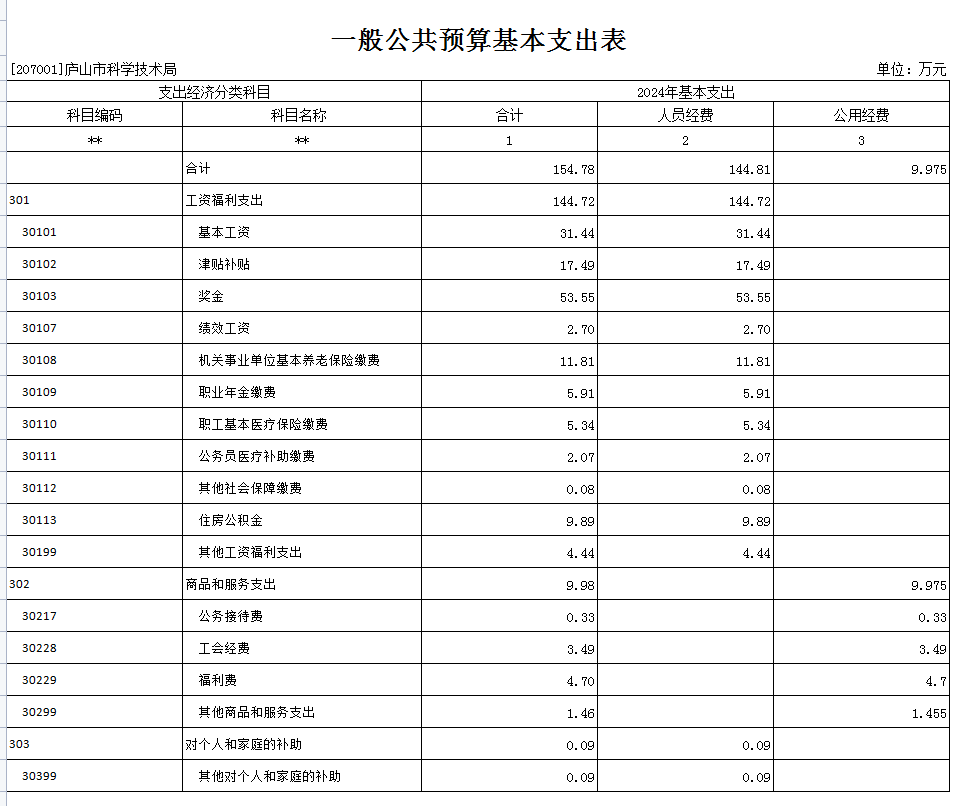 一般公共预算基本支出表
[207001]庐山市科学技术局 单位：万元
支出经济分类科目 2024年基本支出
科目编码 科目名称 合计 人员经费 公用经费
** ** 1 2 3
合计 154.78 144.81 9.975
301 工资福利支出 144.72 144.72
30101 基本工资 31.44 31.44
30102 津贴补贴 17.49 17.49
30103 奖金 53.55 53.55
30107 绩效工资 2.70 2.70
30108 机关事业单位基本养老保险缴费 11.81 11.81
30109 职业年金缴费 5.91 5.91
30110 职工基本医疗保险缴费 5.34 5.34
30111 公务员医疗补助缴费 2.07 2.07
30112 其他社会保障缴费 0.08 0.08
30113 住房公积金 9.89 9.89
30199 其他工资福利支出 4.44 4.44
302 商品和服务支出 9.98 9.975
30217 公务接待费 0.33 0.33
30228 工会经费 3.49 3.49
30229 福利费 4.70 4.7
30299 其他商品和服务支出 1.46 1.455
303 对个人和家庭的补助 0.09 0.09
30399 其他对个人和家庭的补助 0.09 0.09